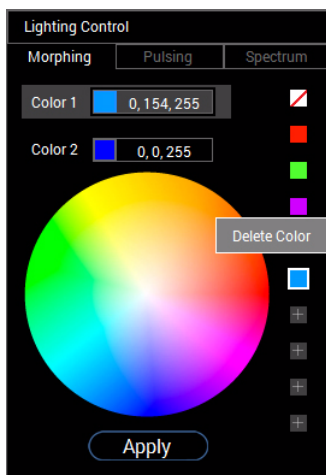 Lighting Control
Morphing Pulsing Spectrum
Color 1 0, 154, 255
Color 2 0, 0, 255
Delete Color
Apply